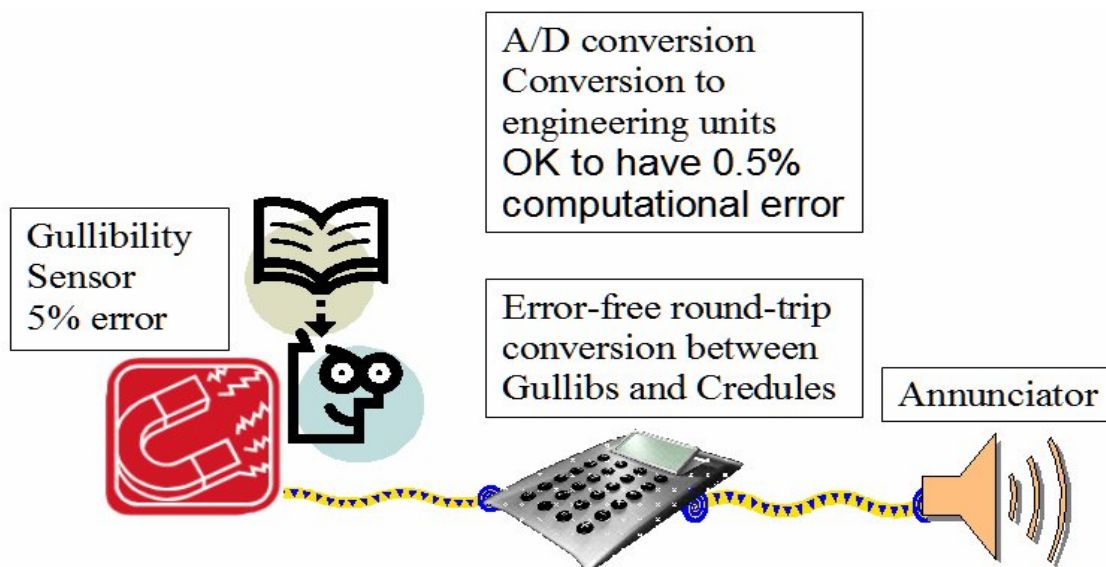 A/D conversion
Conversion to
engineering units
OK to have 0.5%
computational error
Gullibility
Sensor
5% error
Error-free round-trip
conversion between
Gullibs and Credules
Annunciator